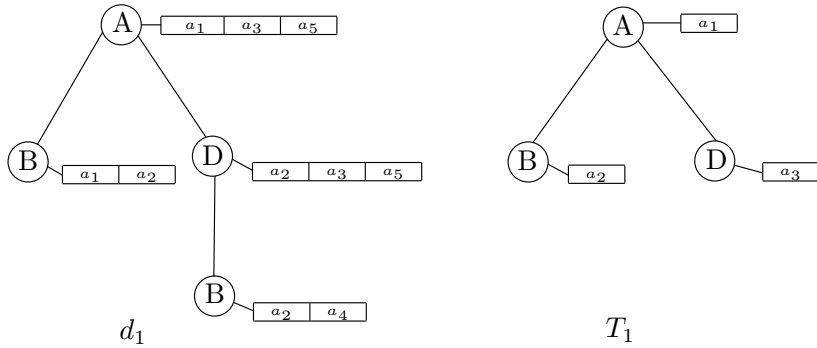 A a₁ a₃ a₅
B a₁ a₂
D a₂ a₃ a₅
B a₂ a₄
d₁
A a₁
B a₂
D a₃
T₁